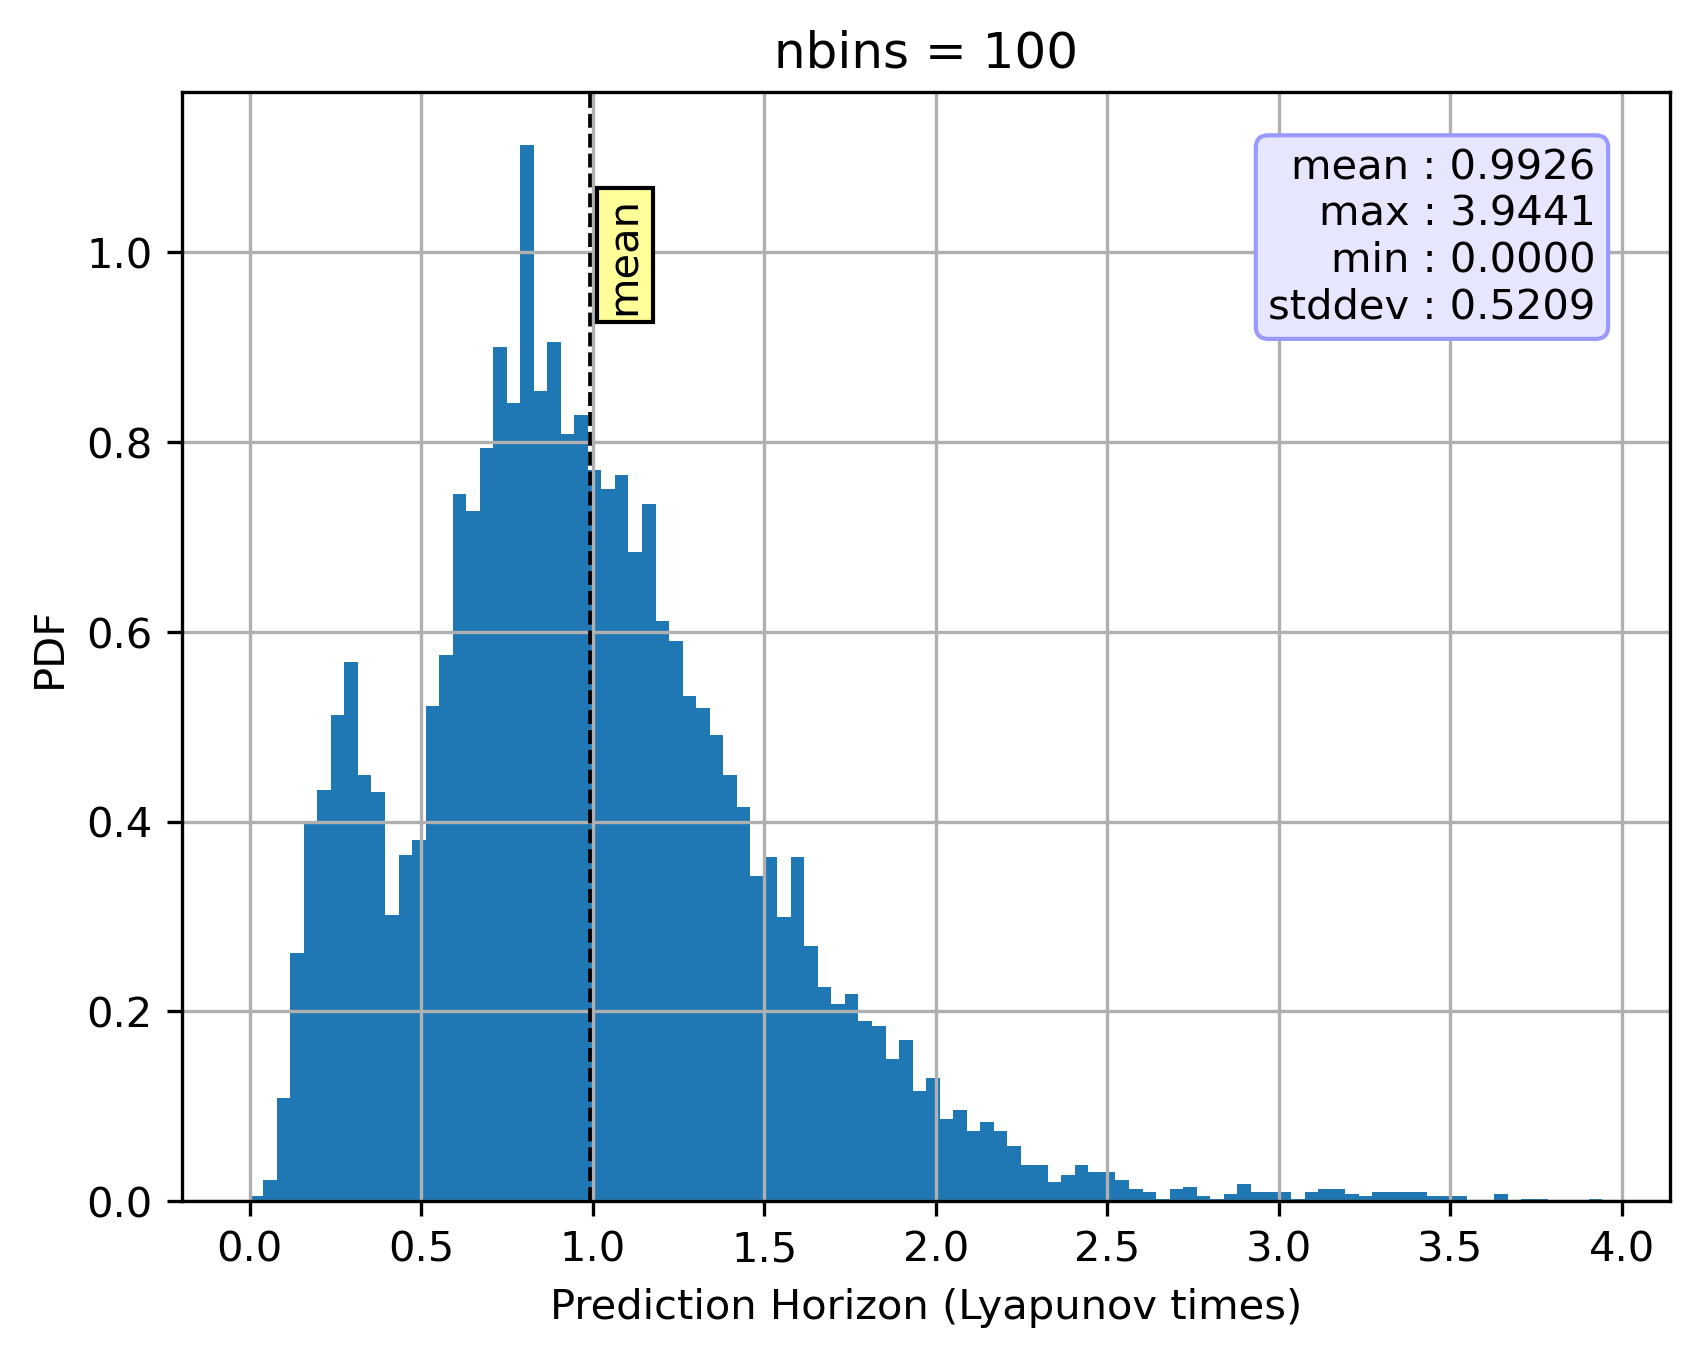 nbins = 100
mean : 0.9926
max : 3.9441
min : 0.0000
stddev : 0.5209
mean
PDF
1.0
0.8
0.6
0.4
0.2
0.0
0.0 0.5 1.0 1.5 2.0 2.5 3.0 3.5 4.0
Prediction Horizon (Lyapunov times)